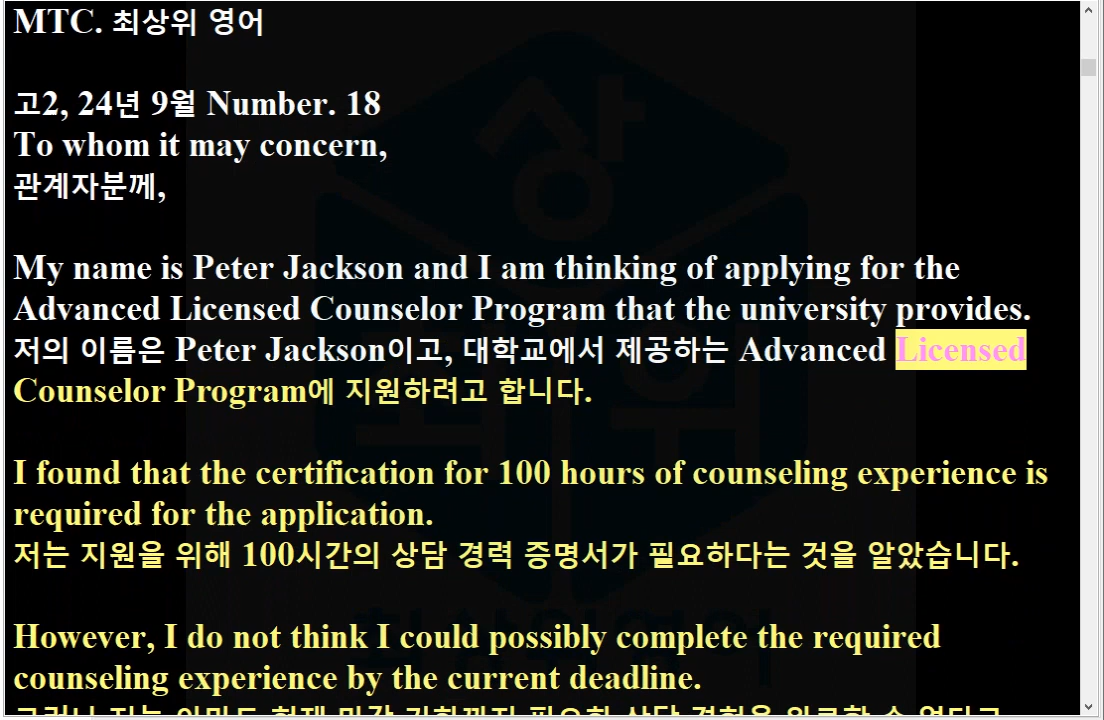 MTC. 최상위 영어
고2, 24년 9월 Number. 18
To whom it may concern,
관계자분께,
My name is Peter Jackson and I am thinking of applying for the
Advanced Licensed Counselor Program that the university provides.
저의 이름은 Peter Jackson이고, 대학교에서 제공하는 Advanced Licensed
Counselor Program에 지원하려고 합니다.
I found that the certification for 100 hours of counseling experience is
required for the application.
저는 지원을 위해 100시간의 상담 경력 증명서가 필요하다는 것을 알았습니다.
However, I do not think I could possibly complete the required
counseling experience by the current deadline.